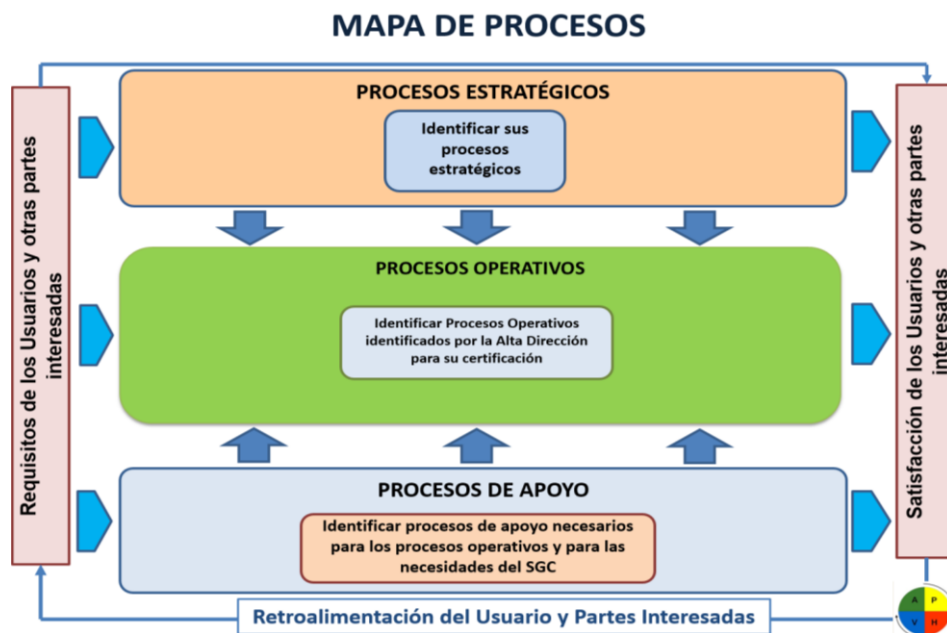 MAPA DE PROCESOS
Requisitos de los Usuarios y otras partes
interesadas
PROCESOS ESTRATÉGICOS
Identificar sus
procesos
estratégicos
PROCESOS OPERATIVOS
Identificar Procesos Operativos
identificados por la Alta Dirección
para su certificación
PROCESOS DE APOYO
Identificar procesos de apoyo necesarios
para los procesos operativos y para las
necesidades del SGC
Satisfacción de los Usuarios y otras partes
interesadas
Retroalimentación del Usuario y Partes Interesadas
A P
V H